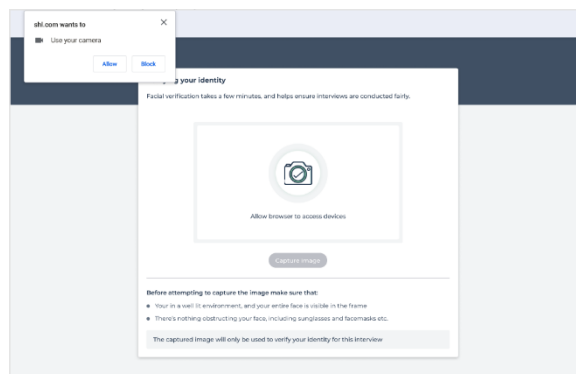 shl.com wants to
Use your camera
Allow Block
your identity
Facial verification takes a few minutes, and helps ensure interviews are conducted fairly.
Allow browser to access devices
Capture image
Before attempting to capture the image make sure that:
Your in a well lit environment, and your entire face is visible in the frame
There's nothing obstructing your face, including sunglasses and facemasks etc.
The captured image will only be used to verify your identity for this interview